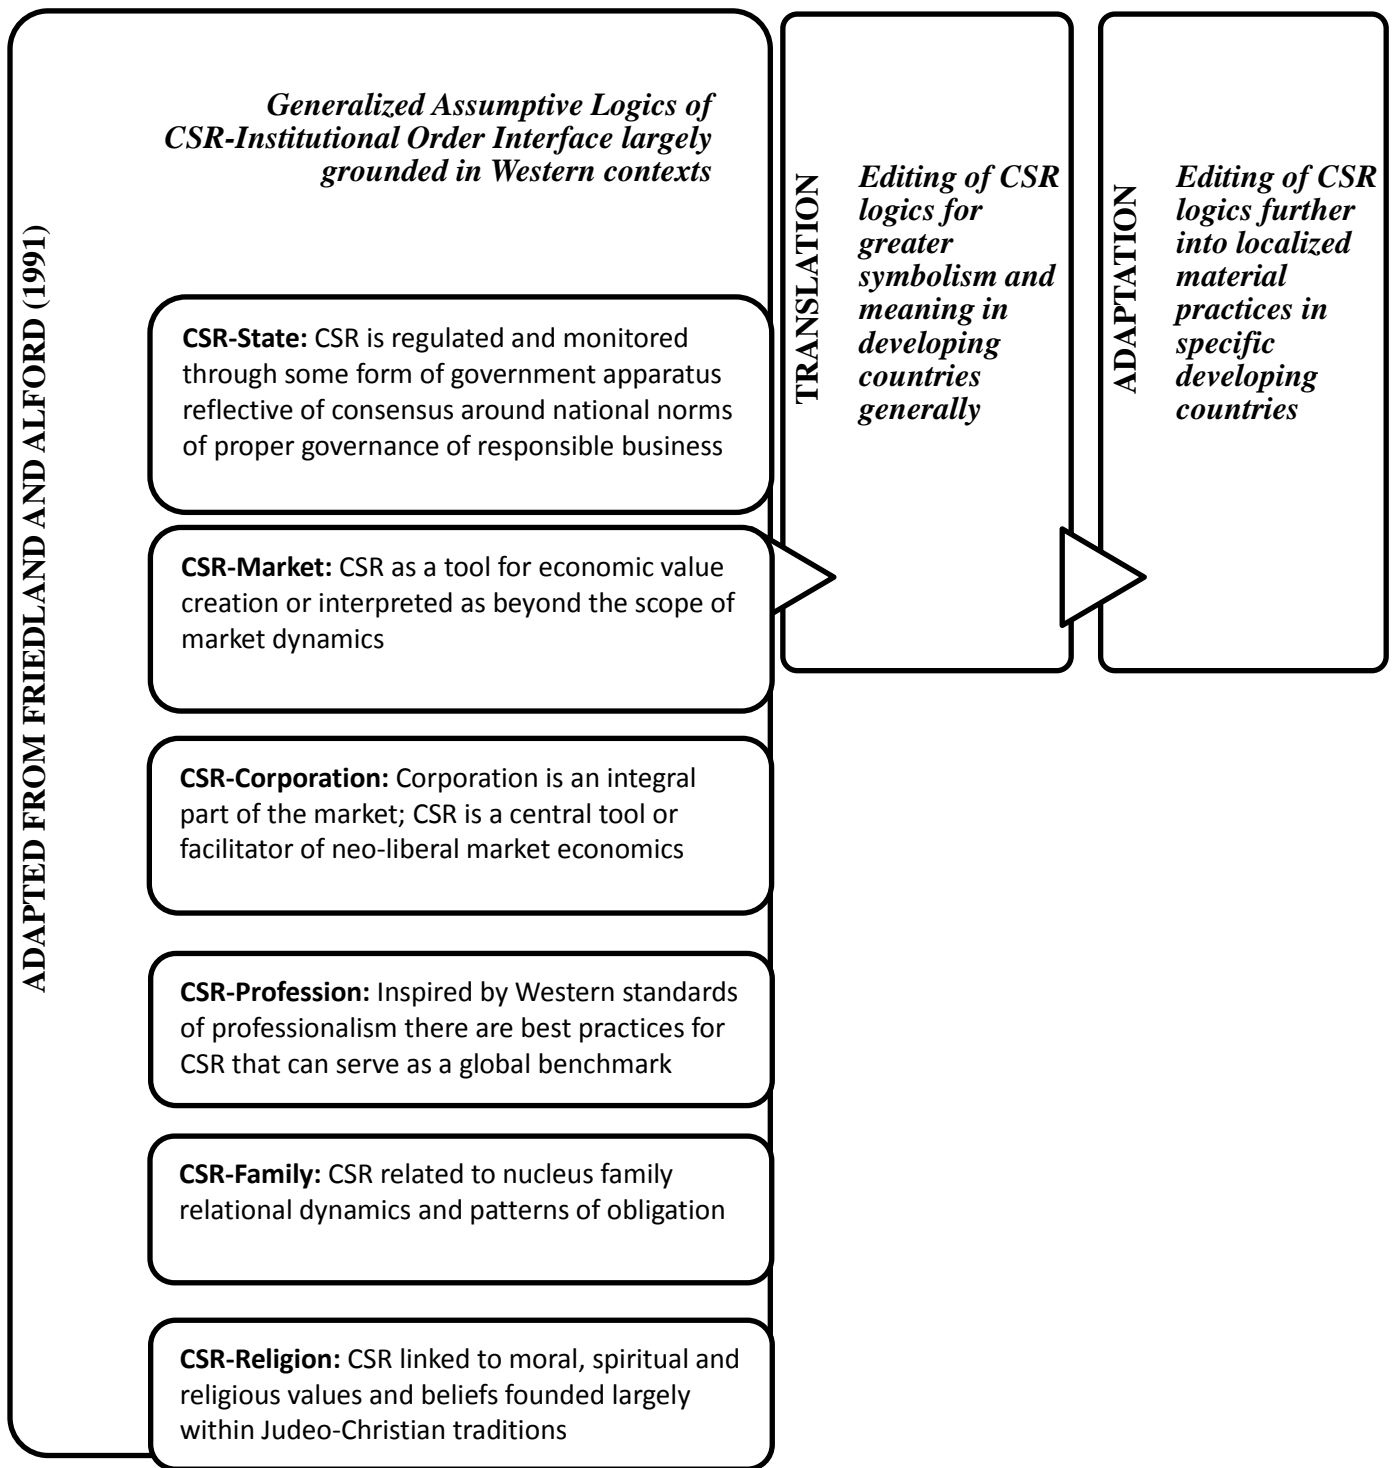 ADAPTED FROM FRIEDLAND AND ALFORD (1991)
Generalized Assumptive Logics of
CSR-Institutional Order Interface largely
grounded in Western contexts
CSR-State: CSR is regulated and monitored
through some form of government apparatus
reflective of consensus around national norms
of proper governance of responsible business
CSR-Market: CSR as a tool for economic value
creation or interpreted as beyond the scope of
market dynamics
CSR-Corporation: Corporation is an integral
part of the market; CSR is a central tool or
facilitator of neo-liberal market economics
CSR-Profession: Inspired by Western standards
of professionalism there are best practices for
CSR that can serve as a global benchmark
CSR-Family: CSR related to nucleus family
relational dynamics and patterns of obligation
CSR-Religion: CSR linked to moral, spiritual and
religious values and beliefs founded largely
within Judeo-Christian traditions
TRANSLATION
Editing of CSR
logics for
greater
symbolism and
meaning in
developing
countries
generally
ADAPTATION
Editing of CSR
logics further
into localized
material
practices in
specific
developing
countries